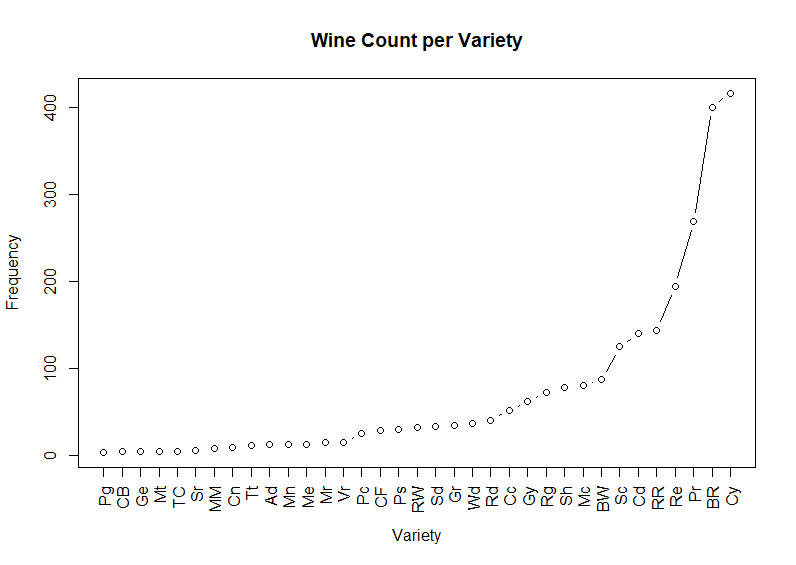 Wine Count per Variety
Frequency
400
300
200
100
0
Pg CB Ge Mt TC Sr MM Cn Tt Ad Mn Me Mr Vr Pc CF Ps RW Sd Gr Wd Rd Cc Gy Rg Sh Mc BW Sc Cd RR Re Pr BR Cy
Variety